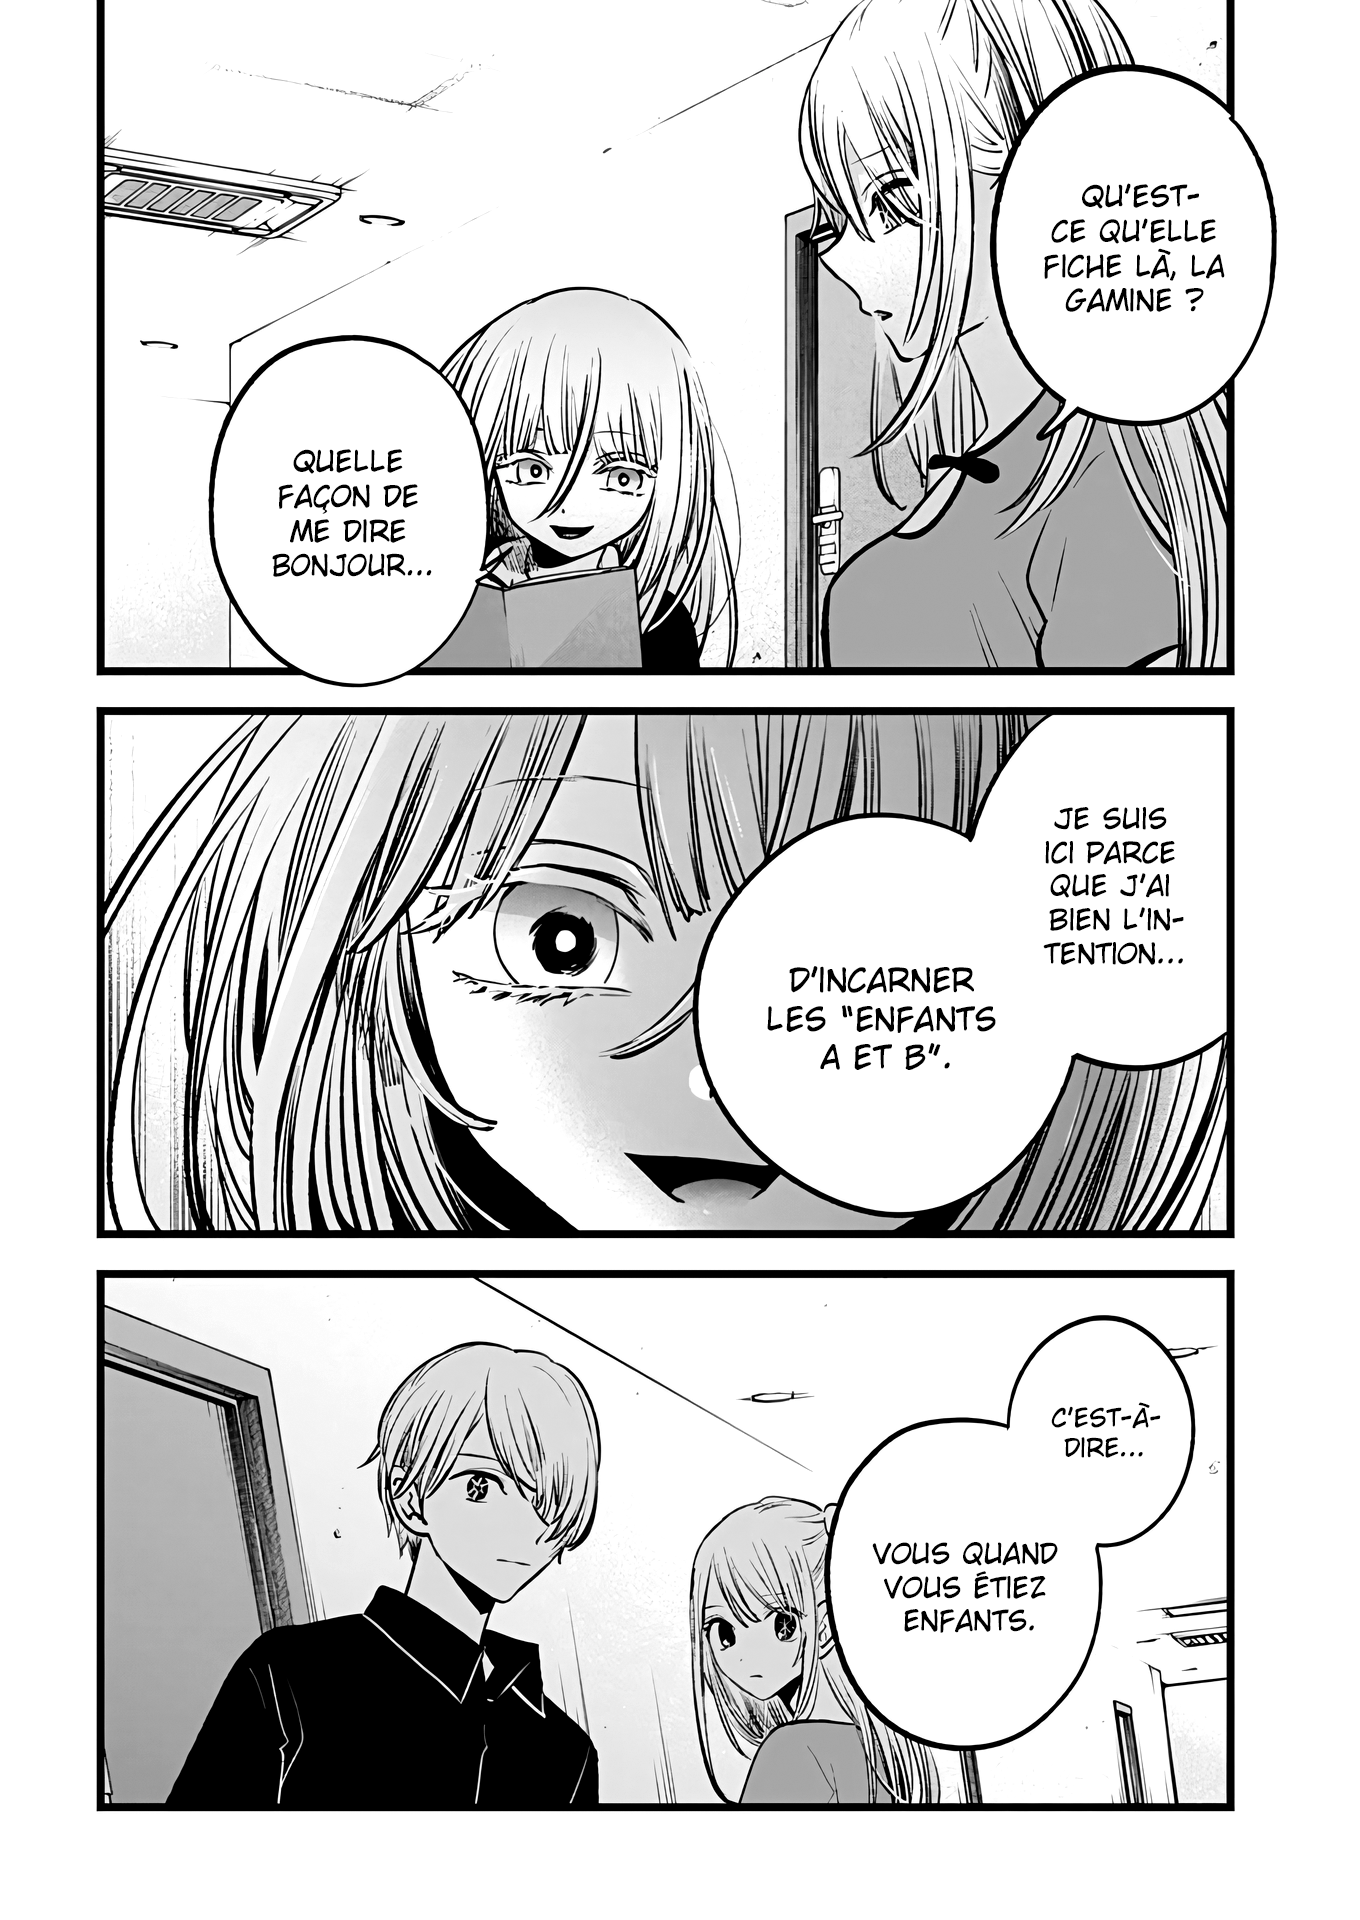 QU'EST-
CE QU'ELLE
FICHE LÀ, LA
GAMINE ?
QUELLE
FAÇON DE
ME DIRE
BONJOUR...
JE SUIS
ICI PARCE
QUE J'AI
BIEN L'IN-
TENTION...
D'INCARNER
LES "ENFANTS
A ET B".
C'EST-À-
DIRE...
VOUS QUAND
VOUS ÉTIEZ
ENFANTS.